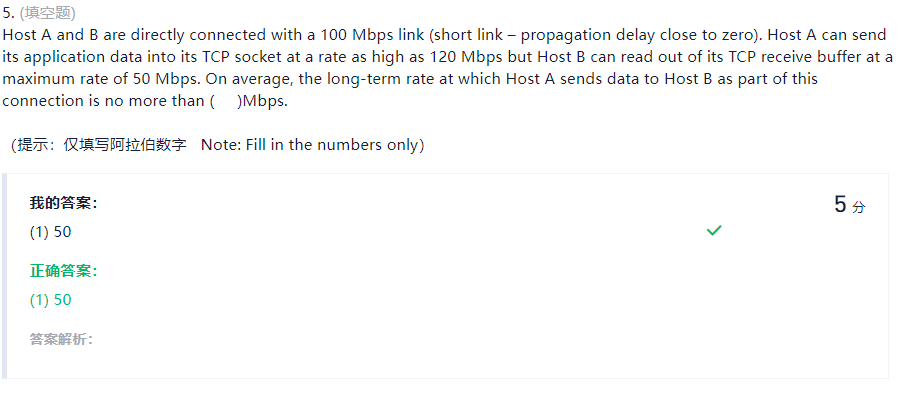 5. (填空题)
Host A and B are directly connected with a 100 Mbps link (short link – propagation delay close to zero). Host A can send
its application data into its TCP socket at a rate as high as 120 Mbps but Host B can read out of its TCP receive buffer at a
maximum rate of 50 Mbps. On average, the long-term rate at which Host A sends data to Host B as part of this
connection is no more than (     )Mbps.
(提示：仅填写阿拉伯数字   Note: Fill in the numbers only)
我的答案：
5 分
(1) 50
正确答案：
(1) 50
答案解析：